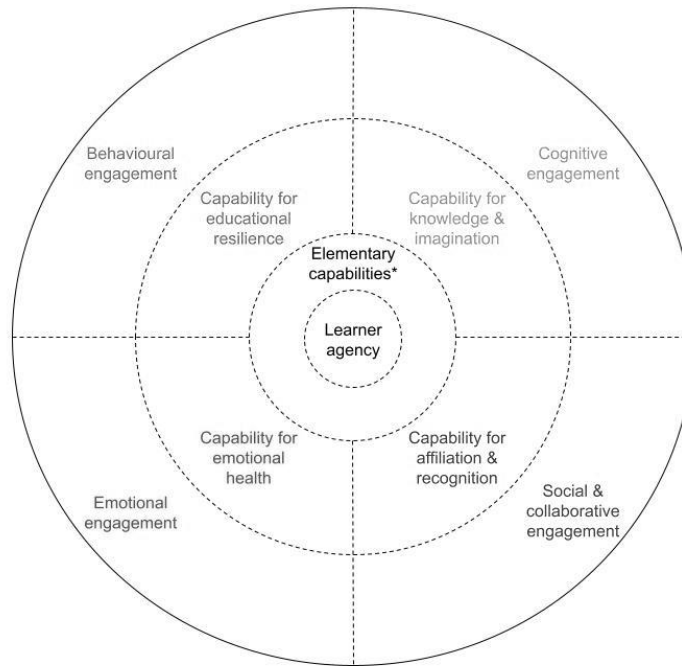 Behavioural
engagement
Cognitive
engagement
Capability for
educational
resilience
Capability for
knowledge &
imagination
Elementary
capabilities*
Learner
agency
Capability for
emotional
health
Capability for
affiliation &
recognition
Emotional
engagement
Social &
collaborative
engagement